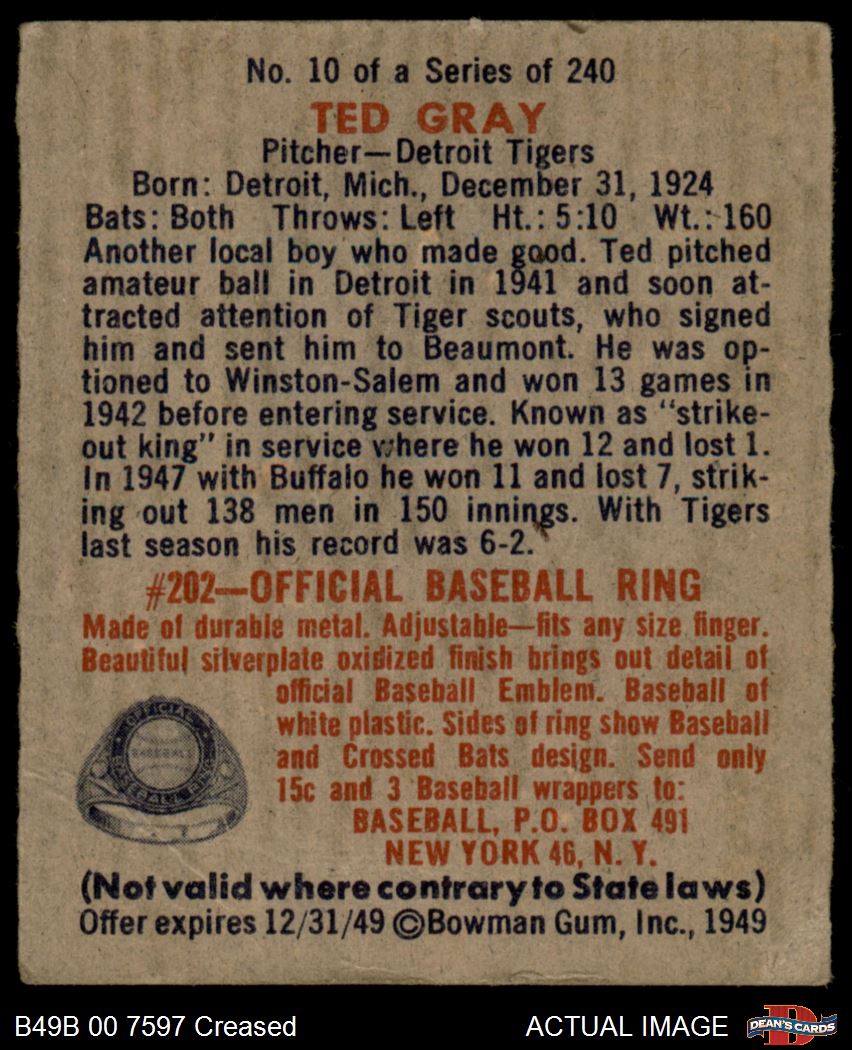 No. 10 of a Series of 240
TED GRAY
Pitcher—Detroit Tigers
Born: Detroit, Mich., December 31, 1924
Bats: Both Throws: Left Ht.: 5:10 Wt.: 160
Another local boy who made good. Ted pitched
amateur ball in Detroit in 1941 and soon at-
tracted attention of Tiger scouts, who signed
him and sent him to Beaumont. He was op-
tioned to Winston-Salem and won 13 games in
1942 before entering service. Known as "strike-
out king" in service where he won 12 and lost 1.
In 1947 with Buffalo he won 11 and lost 7, strik-
ing out 138 men in 150 innings. With Tigers
last season his record was 6-2.
#202—OFFICIAL BASEBALL RING
Made of durable metal. Adjustable—fits any size finger.
Beautiful silverplate oxidized finish brings out detail of
official Baseball Emblem. Baseball of
white plastic. Sides of ring show Baseball
and Crossed Bats design. Send only
15c and 3 Baseball wrappers to:
BASEBALL, P.O. BOX 491
NEW YORK 46, N. Y.
OFFICIAL
BASEBALL
BASEBALL RING
(Not valid where contrary to State laws)
Offer expires 12/31/49 ©Bowman Gum, Inc., 1949
B49B 00 7597 Creased
ACTUAL IMAGE
DEAN'S CARDS